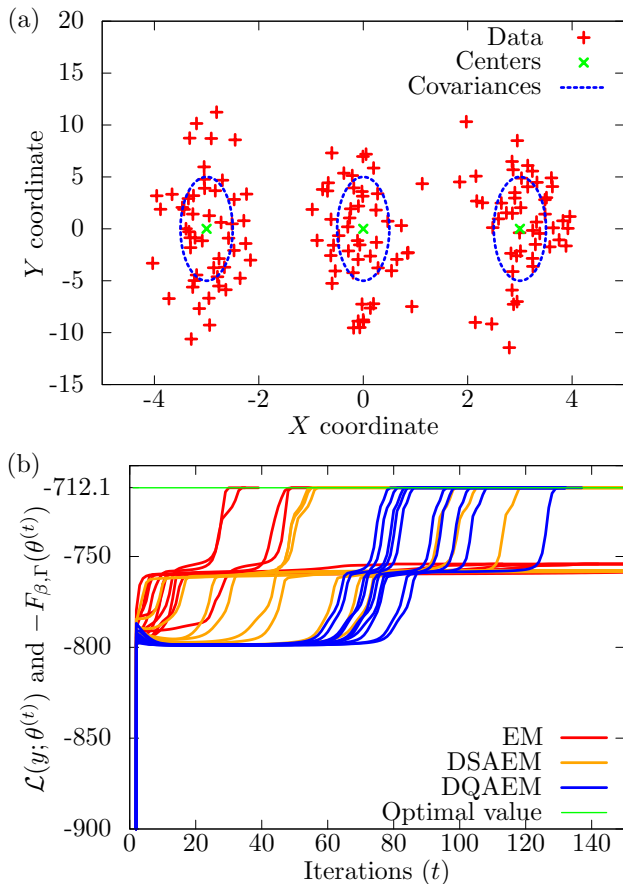 (a)
20
15
10
5
0
-5
-10
-15
Y coordinate
Data
Centers
Covariances
-4 -2 0 2 4
X coordinate
(b)
-712.1
-750
-800
-850
-900
𝓛(y; θ^(t)) and −F_β,Γ(θ^(t))
EM
DSAEM
DQAEM
Optimal value
0 20 40 60 80 100 120 140
Iterations (t)